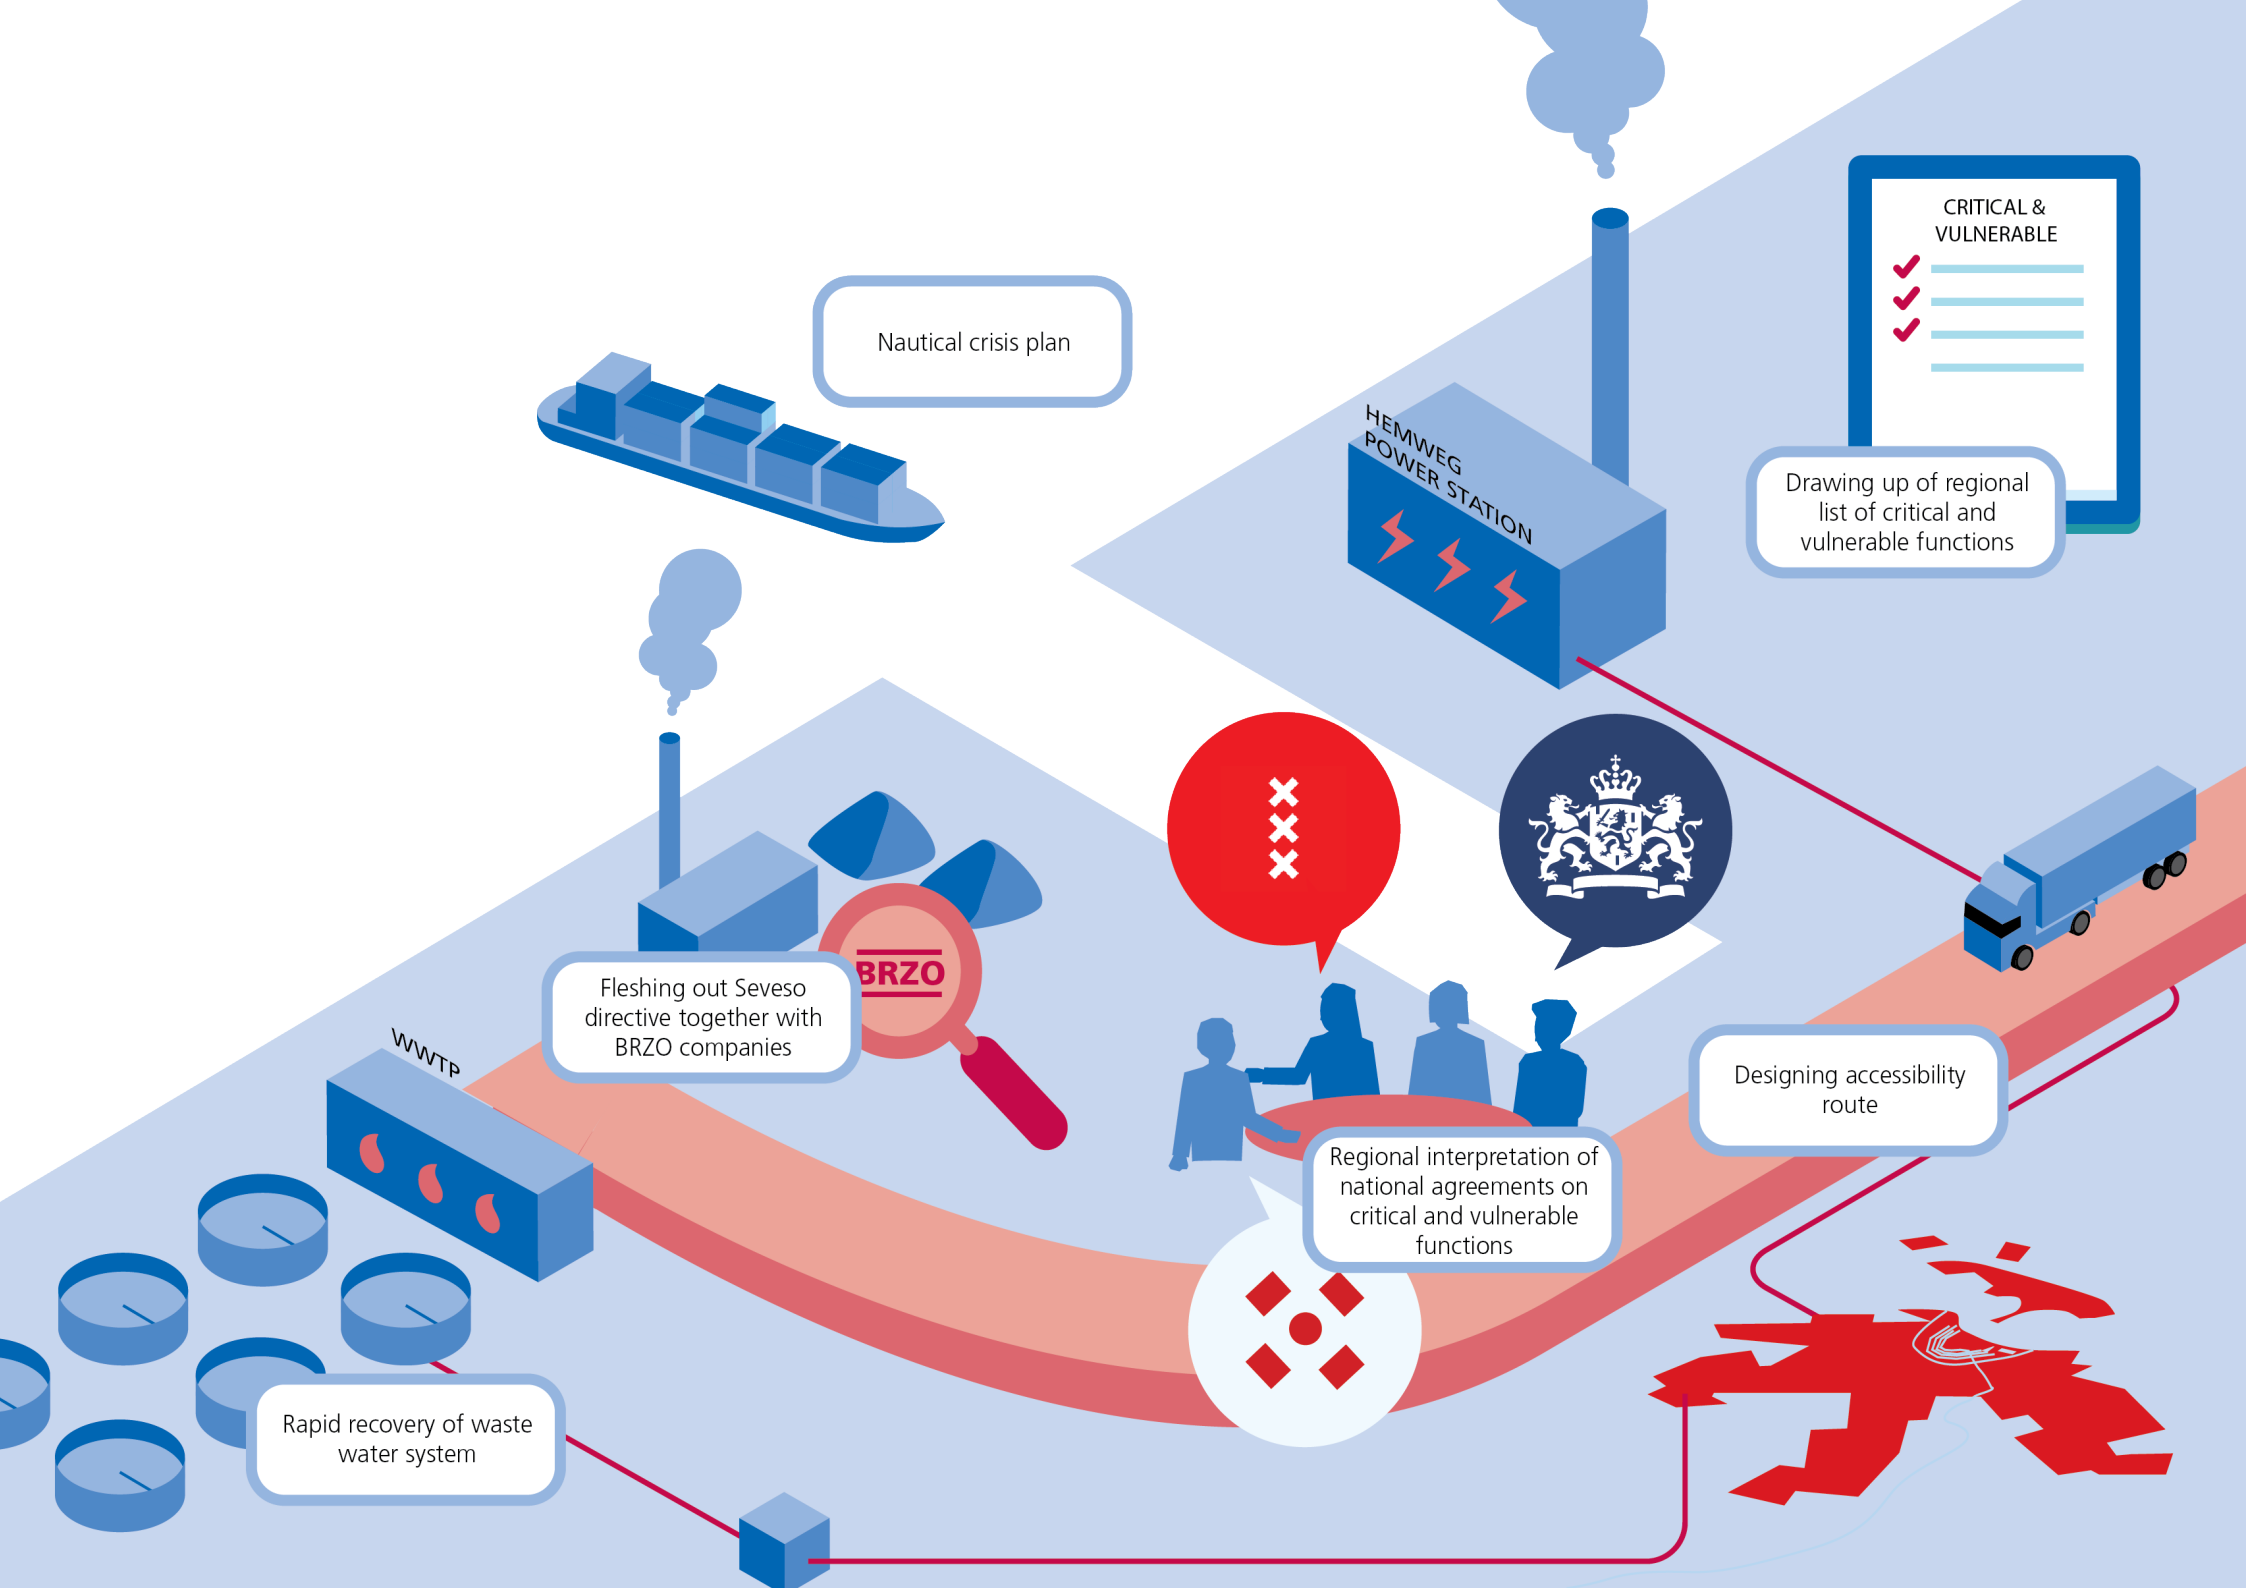 CRITICAL &
VULNERABLE
Nautical crisis plan
HEMWEG
POWER STATION
Drawing up of regional
list of critical and
vulnerable functions
BRZO
Fleshing out Seveso
directive together with
BRZO companies
WWTP
Designing accessibility
route
Regional interpretation of
national agreements on
critical and vulnerable
functions
Rapid recovery of waste
water system